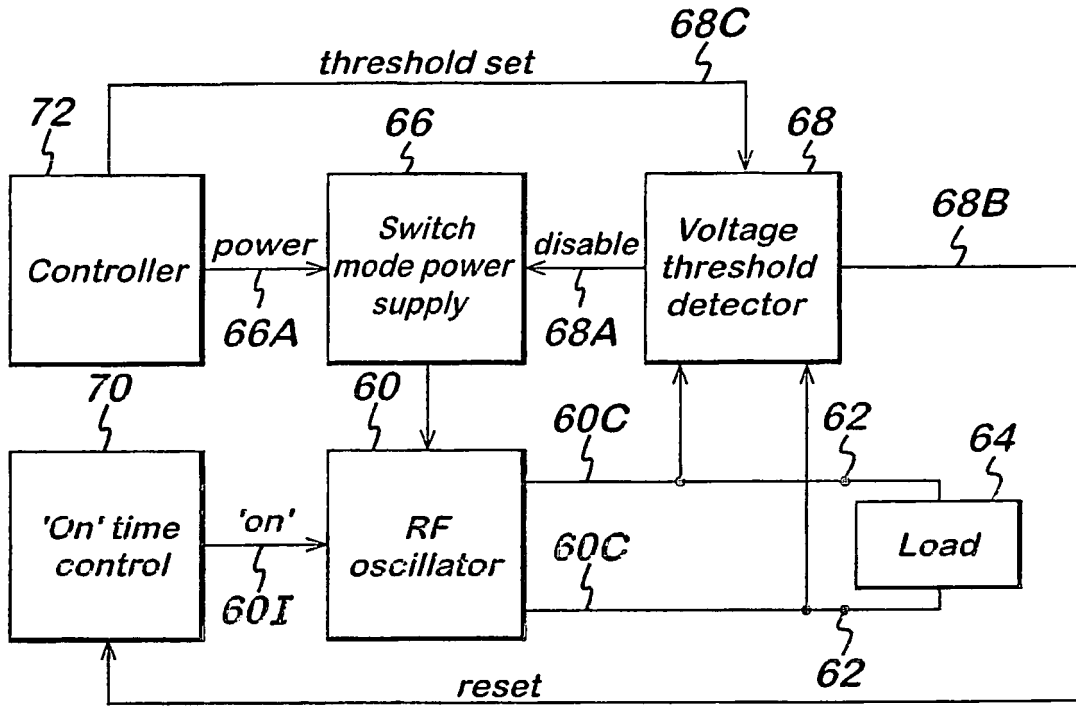 68C
threshold set
72
66
68
68B
Controller
power
66A
Switch
mode power
supply
disable
68A
Voltage
threshold
detector
70
60
60C
62
64
'On' time
control
'on'
60I
RF
oscillator
60C
Load
62
reset